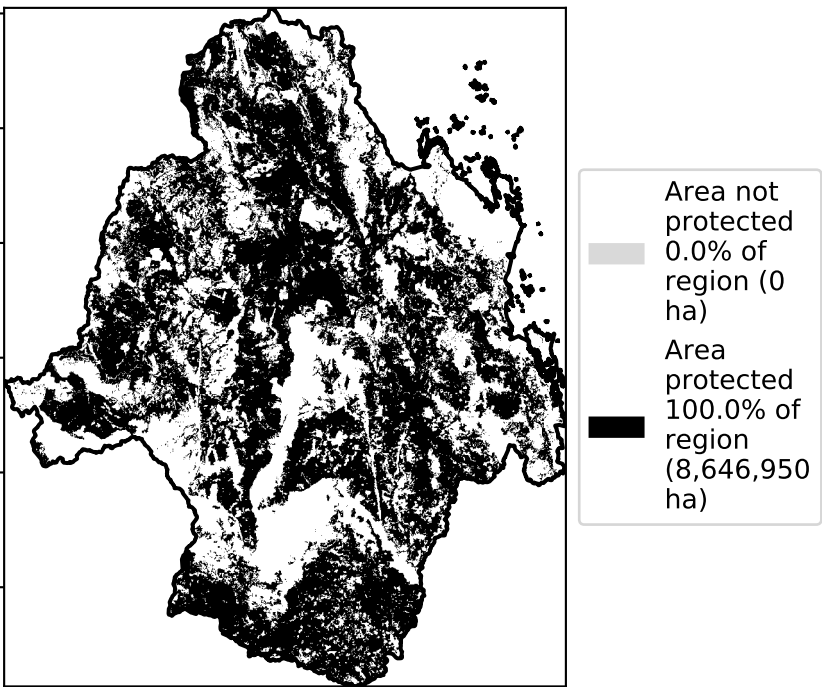 Area not
protected
0.0% of
region (0
ha)
Area
protected
100.0% of
region
(8,646,950
ha)